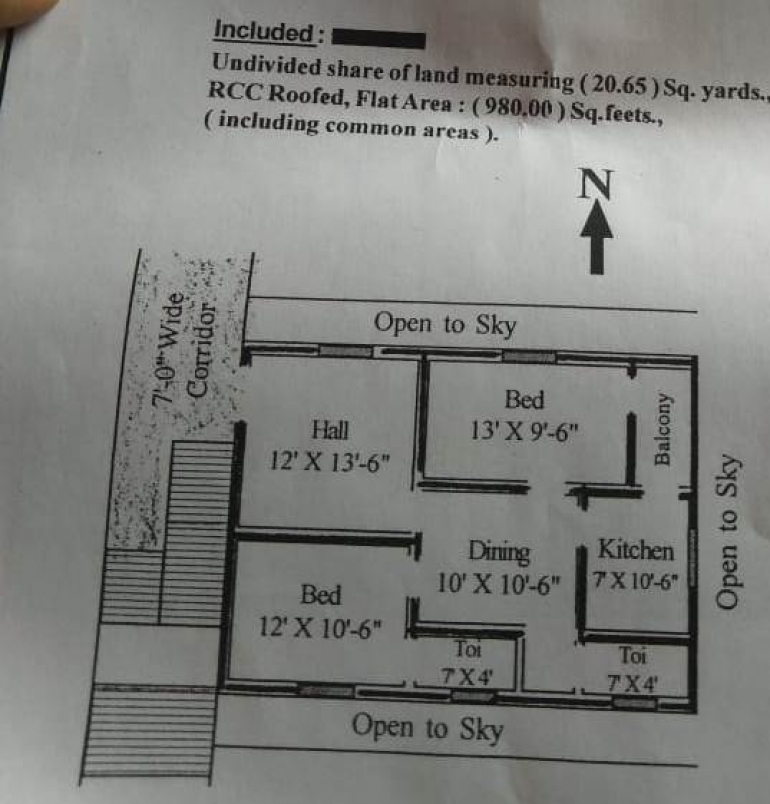 Included :
Undivided share of land measuring ( 20.65 ) Sq. yards.,
RCC Roofed, Flat Area : ( 980.00 ) Sq.feets.,
( including common areas ).
N
Open to Sky
7'-0" Wide
Corridor
Hall
12' X 13'-6"
Bed
13' X 9'-6"
Balcony
Open to Sky
Dining
10' X 10'-6"
Kitchen
7' X 10'-6"
Bed
12' X 10'-6"
Toi
7' X 4'
Toi
7' X 4'
Open to Sky